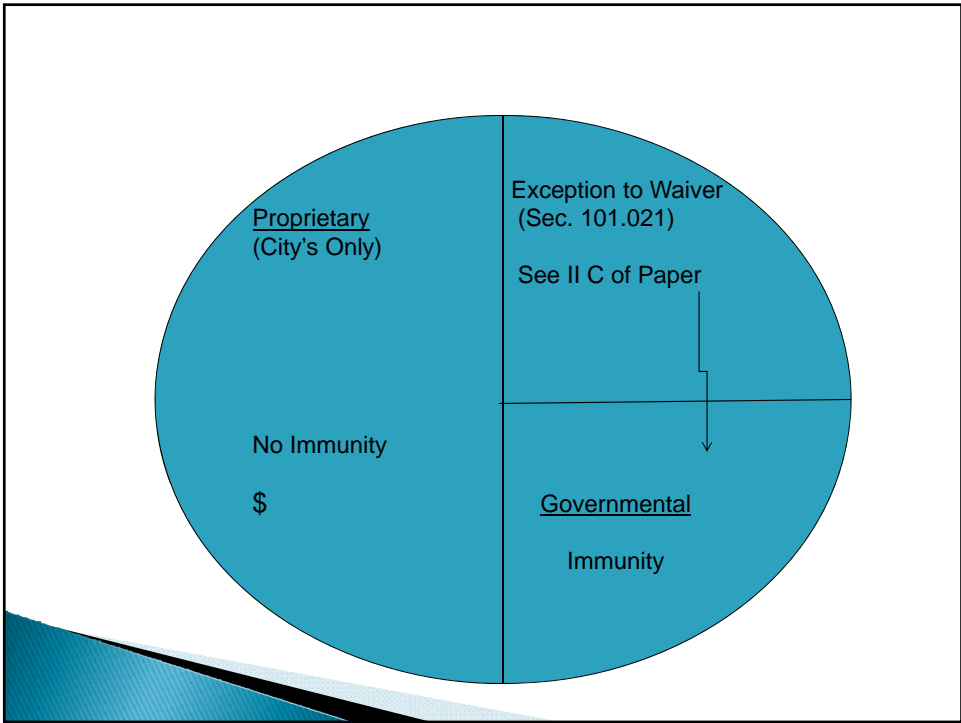 Proprietary
(City's Only)
No Immunity
$
Exception to Waiver
(Sec. 101.021)
See II C of Paper
Governmental
Immunity